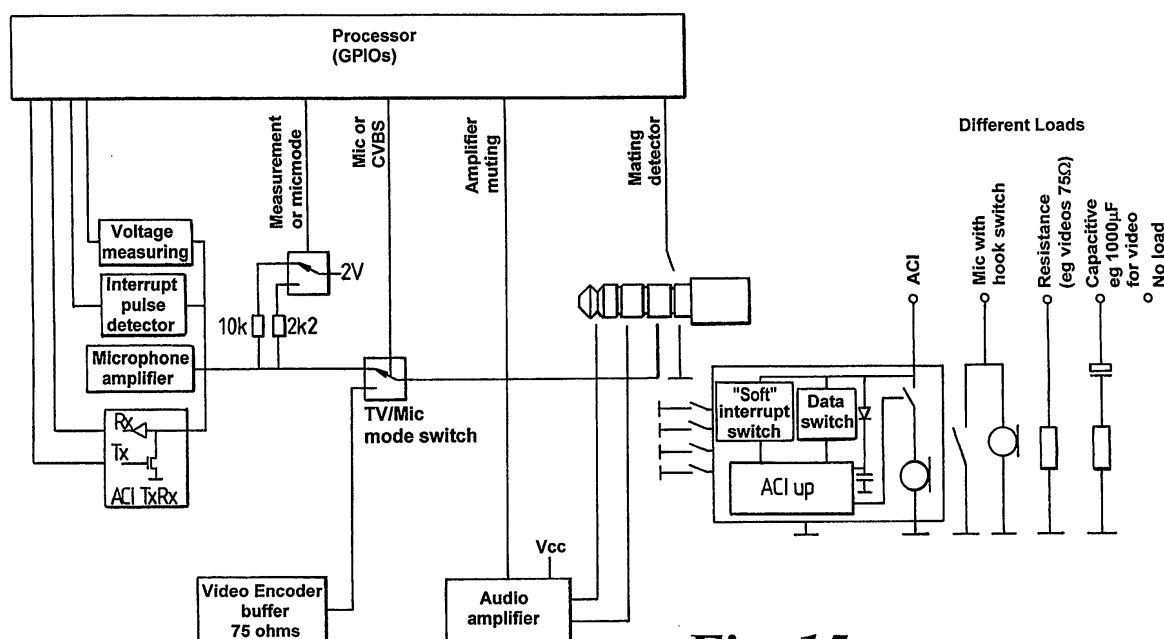 Processor
(GPIOs)
Measurement
or micmode
Mic or
CVBS
Amplifier
muting
Mating
detector
Different Loads
ACI
Mic with
hook switch
Resistance
(eg videos 75Ω)
Capacitive
eg 1000µF
for video
No load
Voltage
measuring
Interrupt
pulse
detector
Microphone
amplifier
2V
10k
2k2
TV/Mic
mode switch
Rx
Tx
ACI TxRx
"Soft"
interrupt
switch
Data
switch
ACI up
Video Encoder
buffer
75 ohms
Vcc
Audio
amplifier